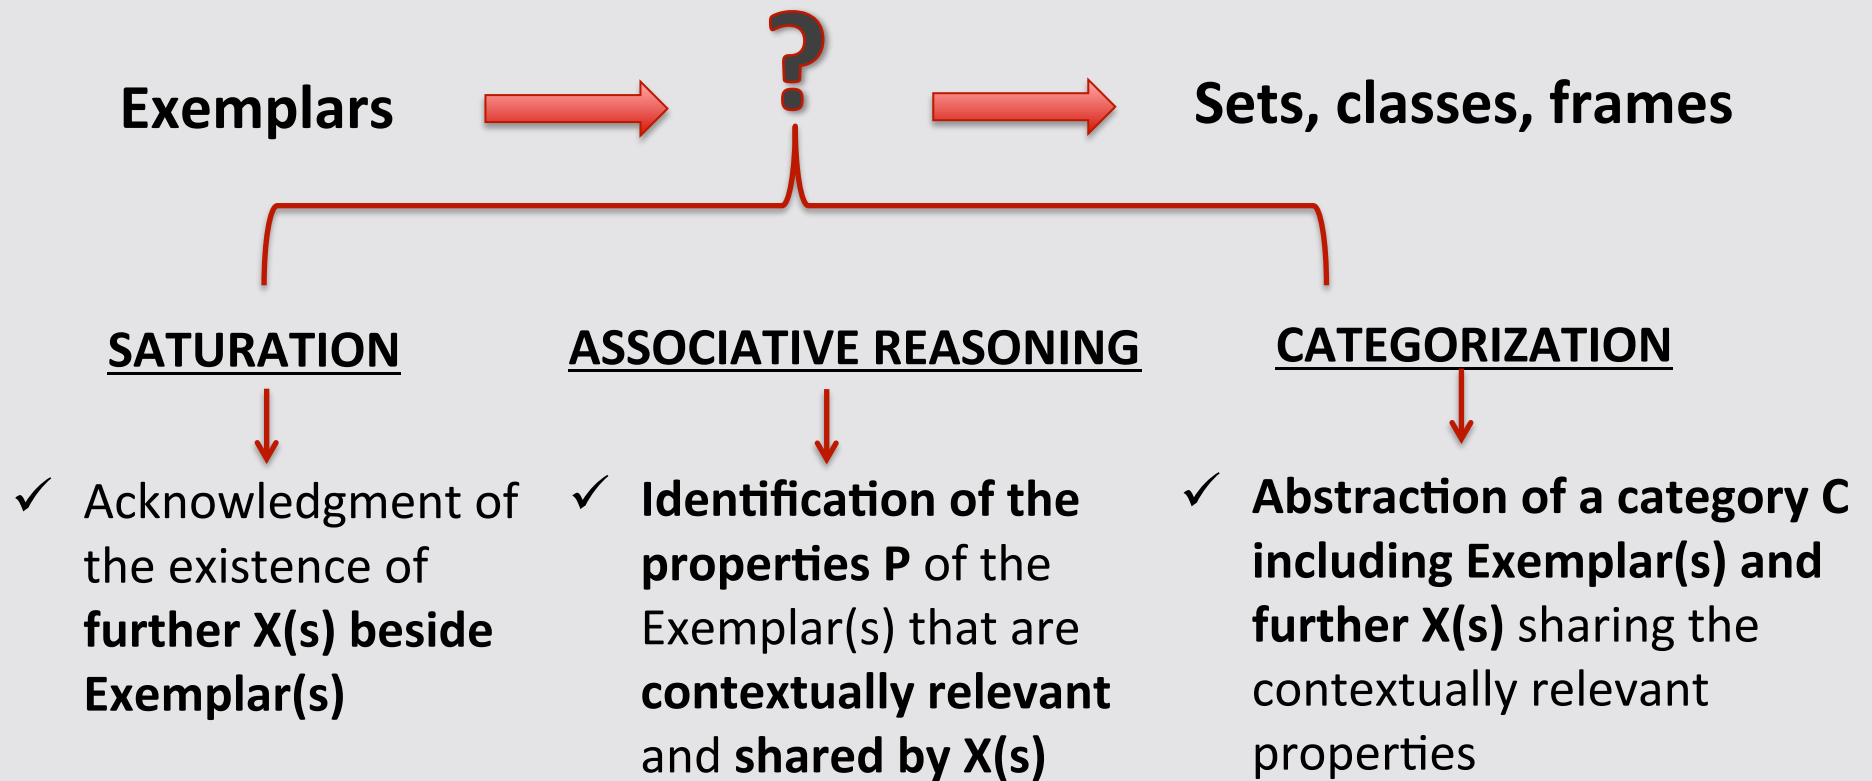 Exemplars
?
Sets, classes, frames
SATURATION
ASSOCIATIVE REASONING
CATEGORIZATION
✓ Acknowledgment of
the existence of
further X(s) beside
Exemplar(s)
✓ Identification of the
properties P of the
Exemplar(s) that are
contextually relevant
and shared by X(s)
✓ Abstraction of a category C
including Exemplar(s) and
further X(s) sharing the
contextually relevant
properties